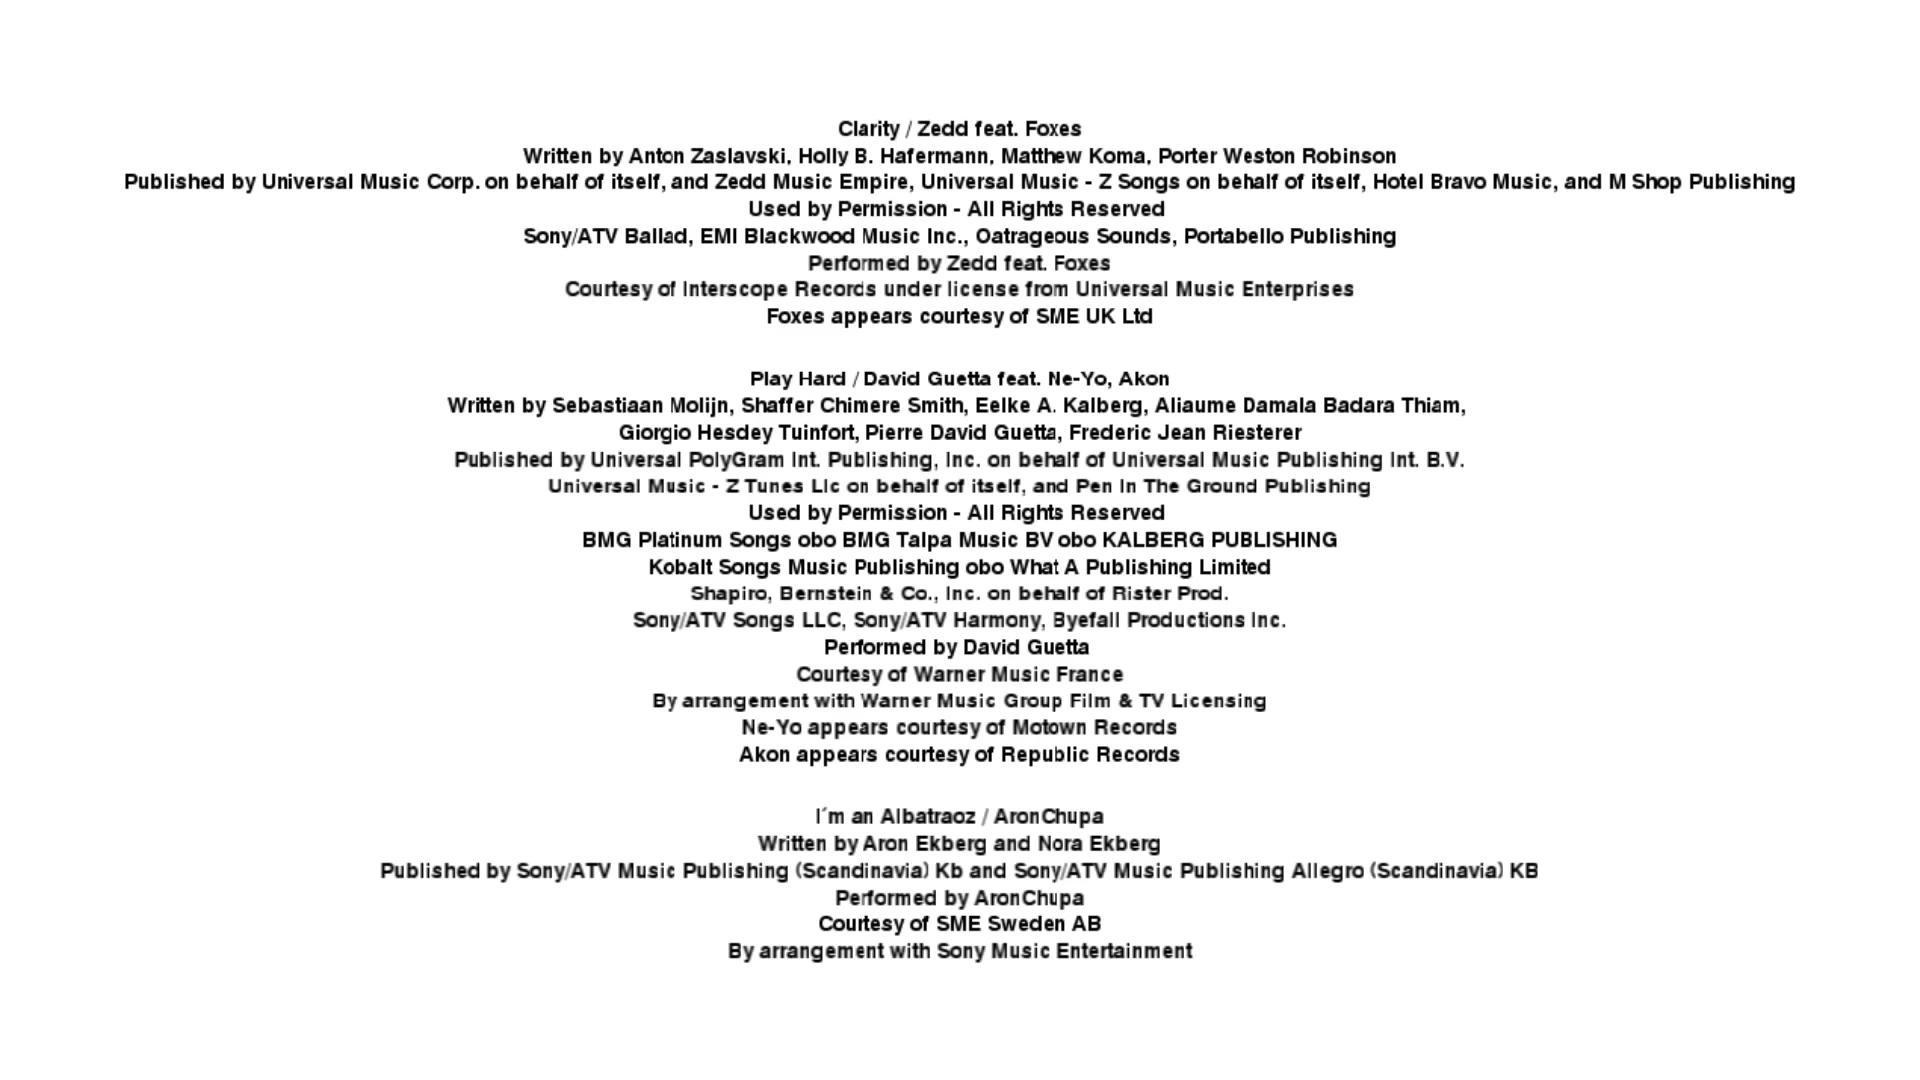 Clarity / Zedd feat. Foxes
Written by Anton Zaslavski, Holly B. Hafermann, Matthew Koma, Porter Weston Robinson
Published by Universal Music Corp. on behalf of itself, and Zedd Music Empire, Universal Music - Z Songs on behalf of itself, Hotel Bravo Music, and M Shop Publishing
Used by Permission - All Rights Reserved
Sony/ATV Ballad, EMI Blackwood Music Inc., Oatrageous Sounds, Portabello Publishing
Performed by Zedd feat. Foxes
Courtesy of Interscope Records under license from Universal Music Enterprises
Foxes appears courtesy of SME UK Ltd
Play Hard / David Guetta feat. Ne-Yo, Akon
Written by Sebastiaan Molijn, Shaffer Chimere Smith, Eelke A. Kalberg, Aliaume Damala Badara Thiam,
Giorgio Hesdey Tuinfort, Pierre David Guetta, Frederic Jean Riesterer
Published by Universal PolyGram Int. Publishing, Inc. on behalf of Universal Music Publishing Int. B.V.
Universal Music - Z Tunes Llc on behalf of itself, and Pen In The Ground Publishing
Used by Permission - All Rights Reserved
BMG Platinum Songs obo BMG Talpa Music BV obo KALBERG PUBLISHING
Kobalt Songs Music Publishing obo What A Publishing Limited
Shapiro, Bernstein & Co., Inc. on behalf of Rister Prod.
Sony/ATV Songs LLC, Sony/ATV Harmony, Byefall Productions Inc.
Performed by David Guetta
Courtesy of Warner Music France
By arrangement with Warner Music Group Film & TV Licensing
Ne-Yo appears courtesy of Motown Records
Akon appears courtesy of Republic Records
I´m an Albatraoz / AronChupa
Written by Aron Ekberg and Nora Ekberg
Published by Sony/ATV Music Publishing (Scandinavia) Kb and Sony/ATV Music Publishing Allegro (Scandinavia) KB
Performed by AronChupa
Courtesy of SME Sweden AB
By arrangement with Sony Music Entertainment